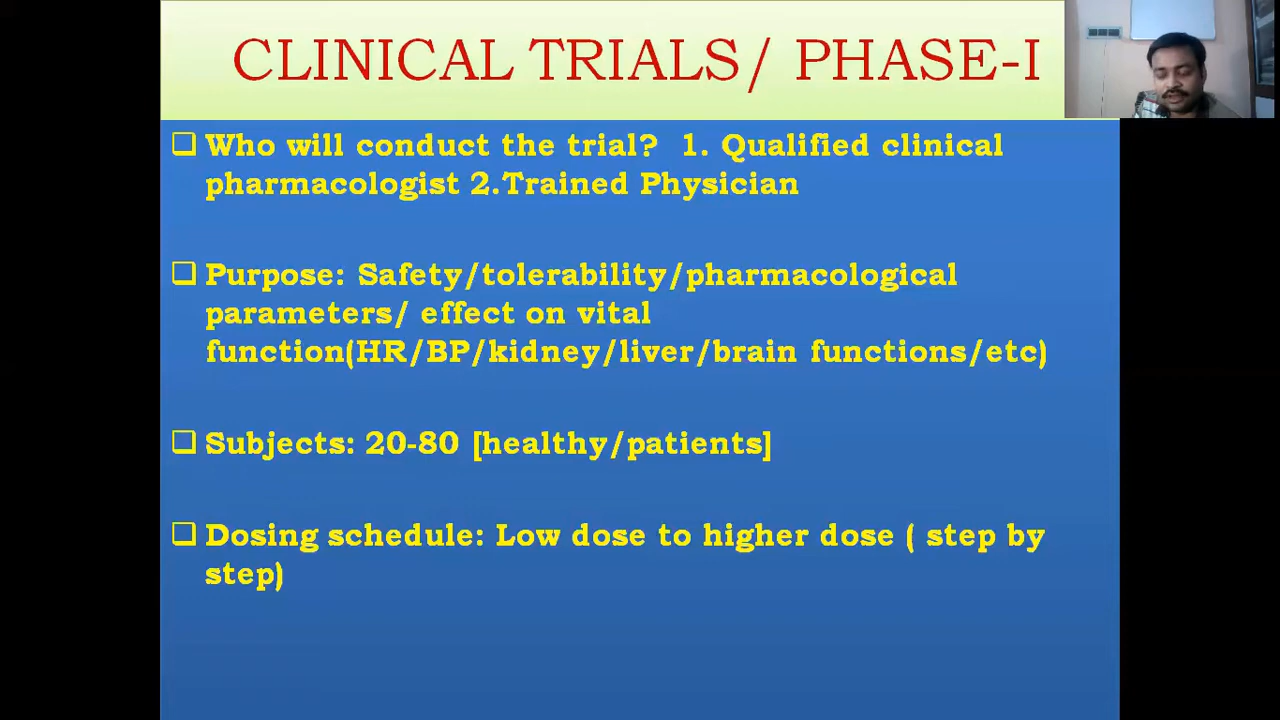 CLINICAL TRIALS/ PHASE-I
Who will conduct the trial? 1. Qualified clinical
pharmacologist 2.Trained Physician
Purpose: Safety/tolerability/pharmacological
parameters/ effect on vital
function(HR/BP/kidney/liver/brain functions/etc)
Subjects: 20-80 [healthy/patients]
Dosing schedule: Low dose to higher dose ( step by
step)